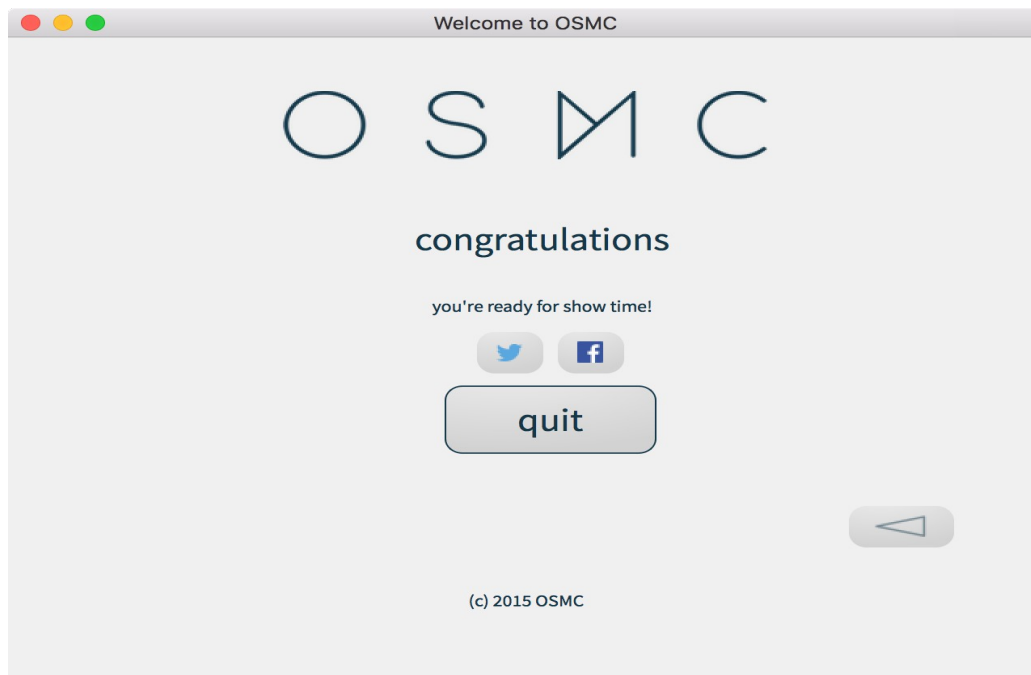 Welcome to OSMC
OSMC
congratulations
you're ready for show time!
quit
(c) 2015 OSMC